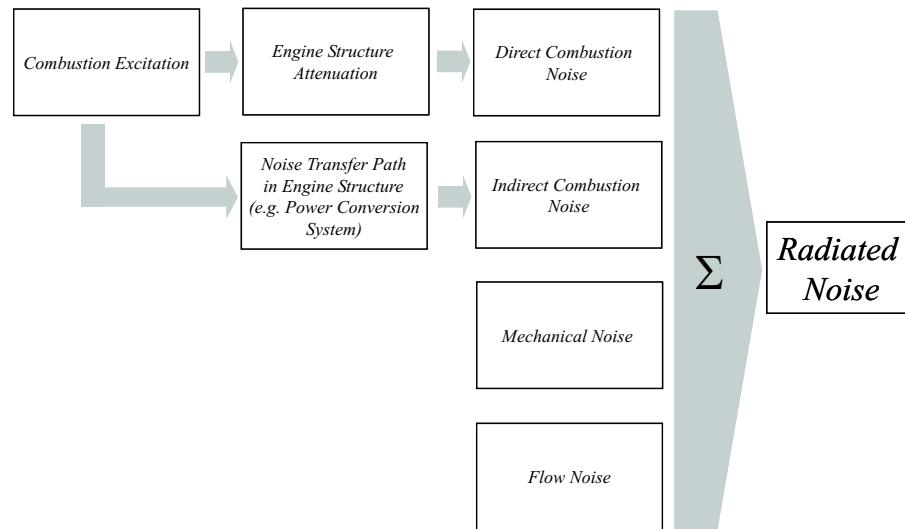 Combustion Excitation
Engine Structure
Attenuation
Direct Combustion
Noise
Noise Transfer Path
in Engine Structure
(e.g. Power Conversion
System)
Indirect Combustion
Noise
Mechanical Noise
Flow Noise
Σ
Radiated
Noise